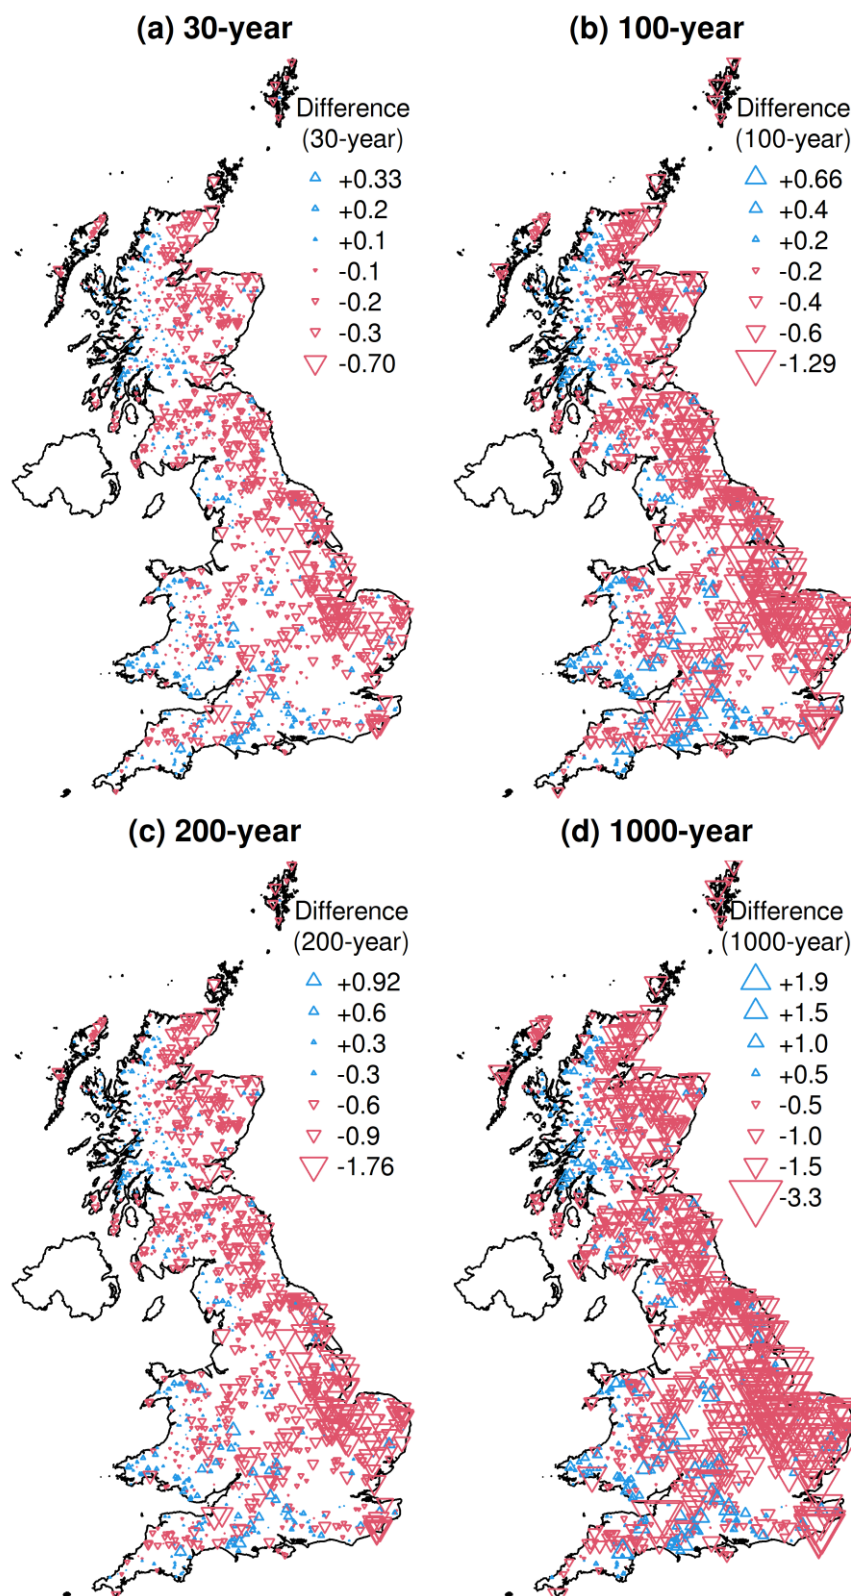 (a) 30-year
Difference
(30-year)
+0.33
+0.2
+0.1
-0.1
-0.2
-0.3
-0.70
(b) 100-year
Difference
(100-year)
+0.66
+0.4
+0.2
-0.2
-0.4
-0.6
-1.29
(c) 200-year
Difference
(200-year)
+0.92
+0.6
+0.3
-0.3
-0.6
-0.9
-1.76
(d) 1000-year
Difference
(1000-year)
+1.9
+1.5
+1.0
+0.5
-0.5
-1.0
-1.5
-3.3